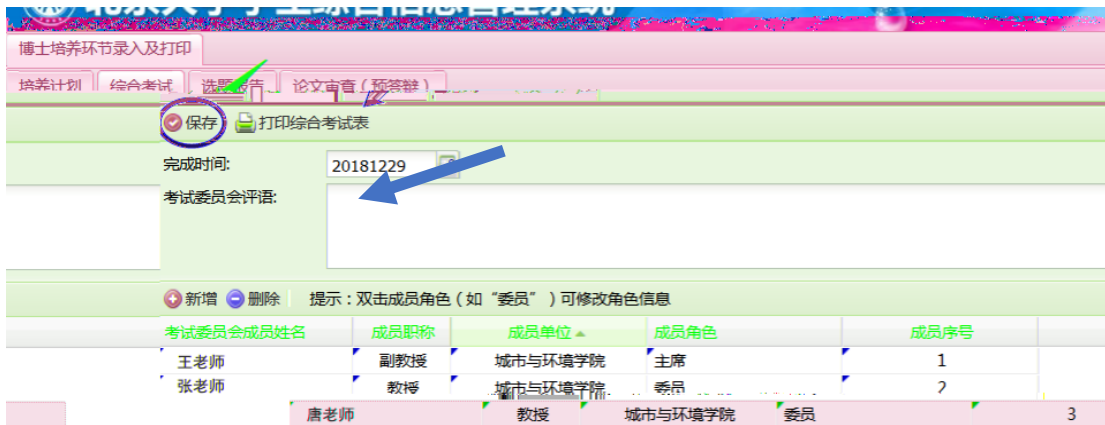 博士培养环节录入及打印
培养计划 综合考试 选题报告 论文审查（预答辩）
保存 打印综合考试表
完成时间: 20181229
考试委员会评语:
新增 删除 提示：双击成员角色（如“委员”）可修改角色信息
考试委员会成员姓名 成员职称 成员单位 成员角色 成员序号
王老师 副教授 城市与环境学院 主席 1
张老师 教授 城市与环境学院 委员 2
唐老师 教授 城市与环境学院 委员 3